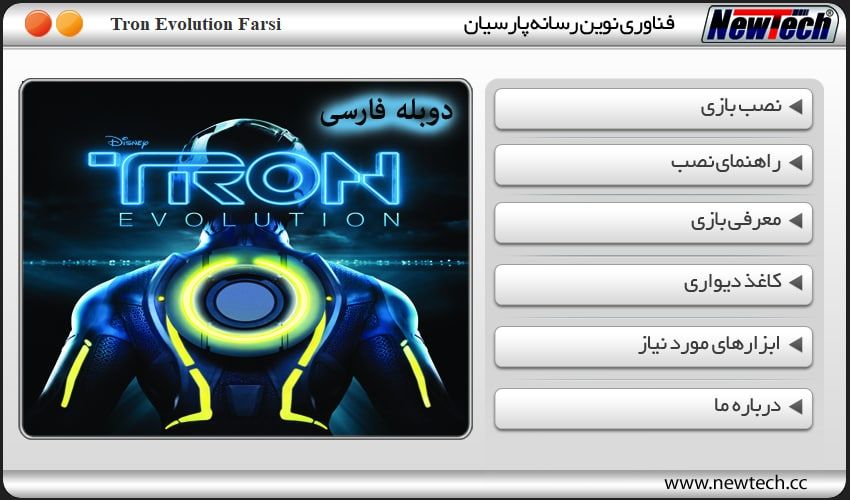 Tron Evolution Farsi
فناوری نوین رسانه پارسیان
NewTech®
دوبله فارسی
Disney
TRON
EVOLUTION
نصب بازی
راهنمای نصب
معرفی بازی
کاغذ دیواری
ابزارهای مورد نیاز
درباره ما
www.newtech.cc